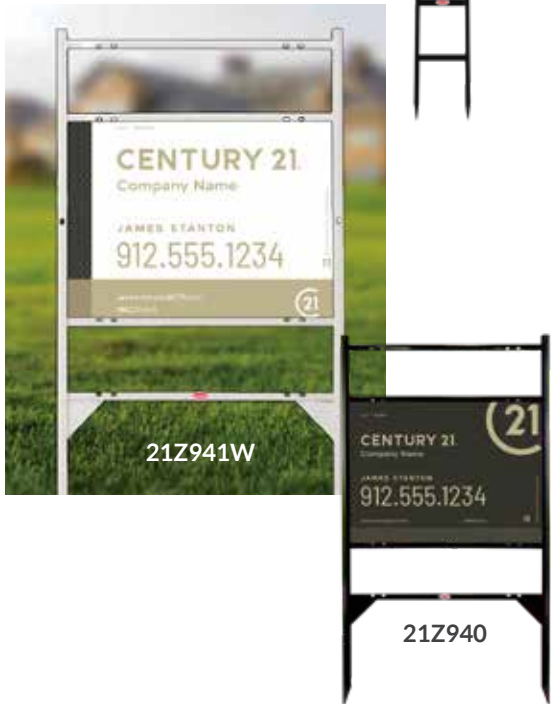 CENTURY 21.
Company Name
JAMES STANTON
912.555.1234
21
21Z941W
21
CENTURY 21.
Company Name
JAMES STANTON
912.555.1234
21Z940